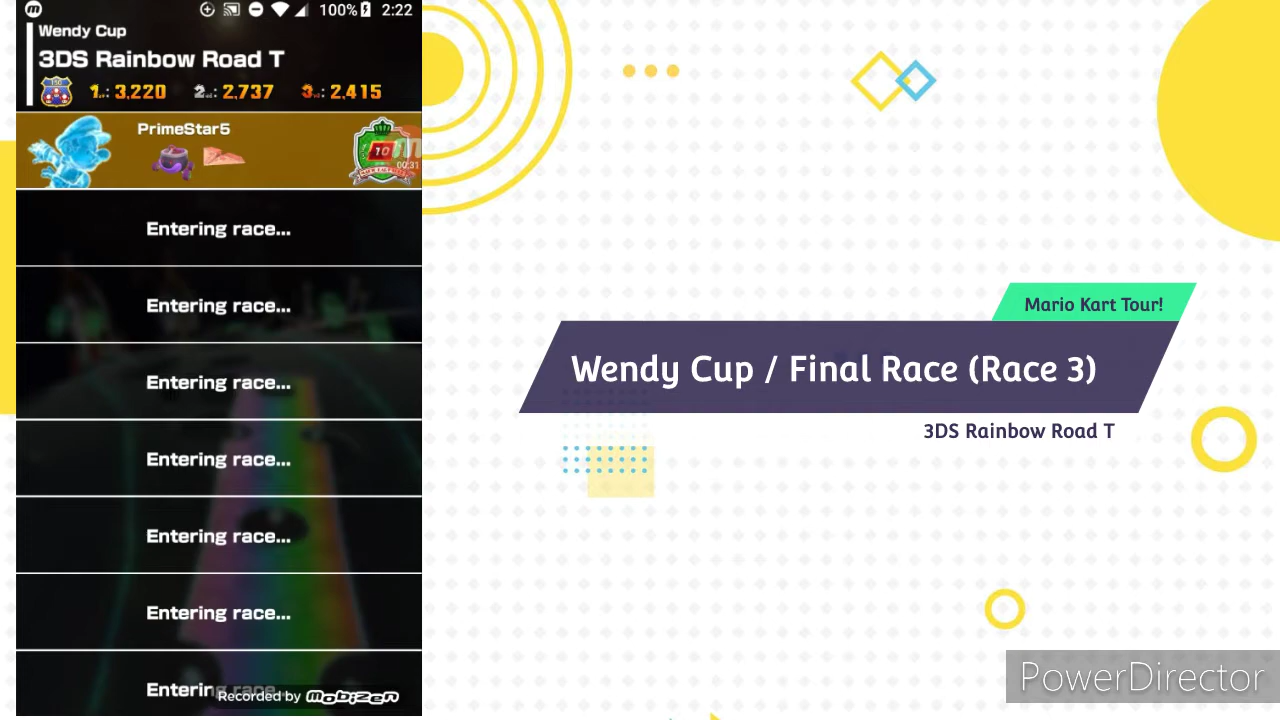 100% 2:22
Wendy Cup
3DS Rainbow Road T
1st: 3,220 2nd: 2,737 3rd: 2,415
PrimeStar5
10
00:31
Entering race...
Entering race...
Entering race...
Entering race...
Entering race...
Entering race...
Entering race...
Recorded by Mobizen
Mario Kart Tour!
Wendy Cup / Final Race (Race 3)
3DS Rainbow Road T
PowerDirector